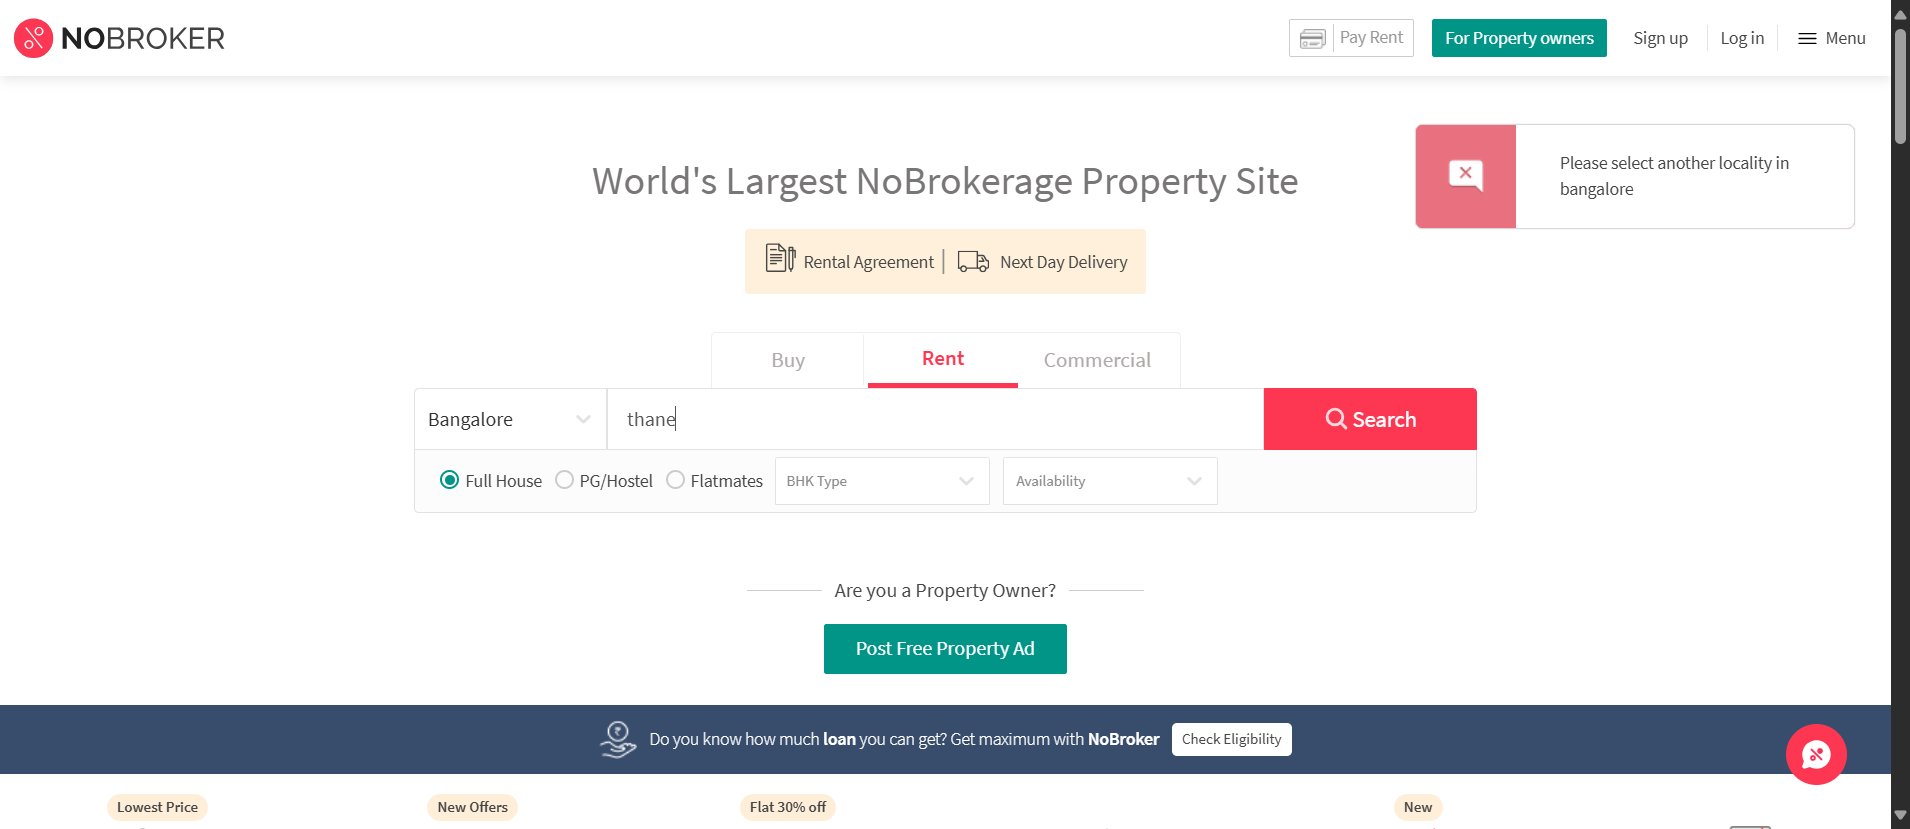 NOBROKER
Pay Rent
For Property owners
Sign up
Log in
Menu
Please select another locality in
bangalore
World's Largest NoBrokerage Property Site
Rental Agreement
Next Day Delivery
Buy
Rent
Commercial
Bangalore
thane
Search
Full House
PG/Hostel
Flatmates
BHK Type
Availability
Are you a Property Owner?
Post Free Property Ad
Do you know how much loan you can get? Get maximum with NoBroker
Check Eligibility
Lowest Price
New Offers
Flat 30% off
New